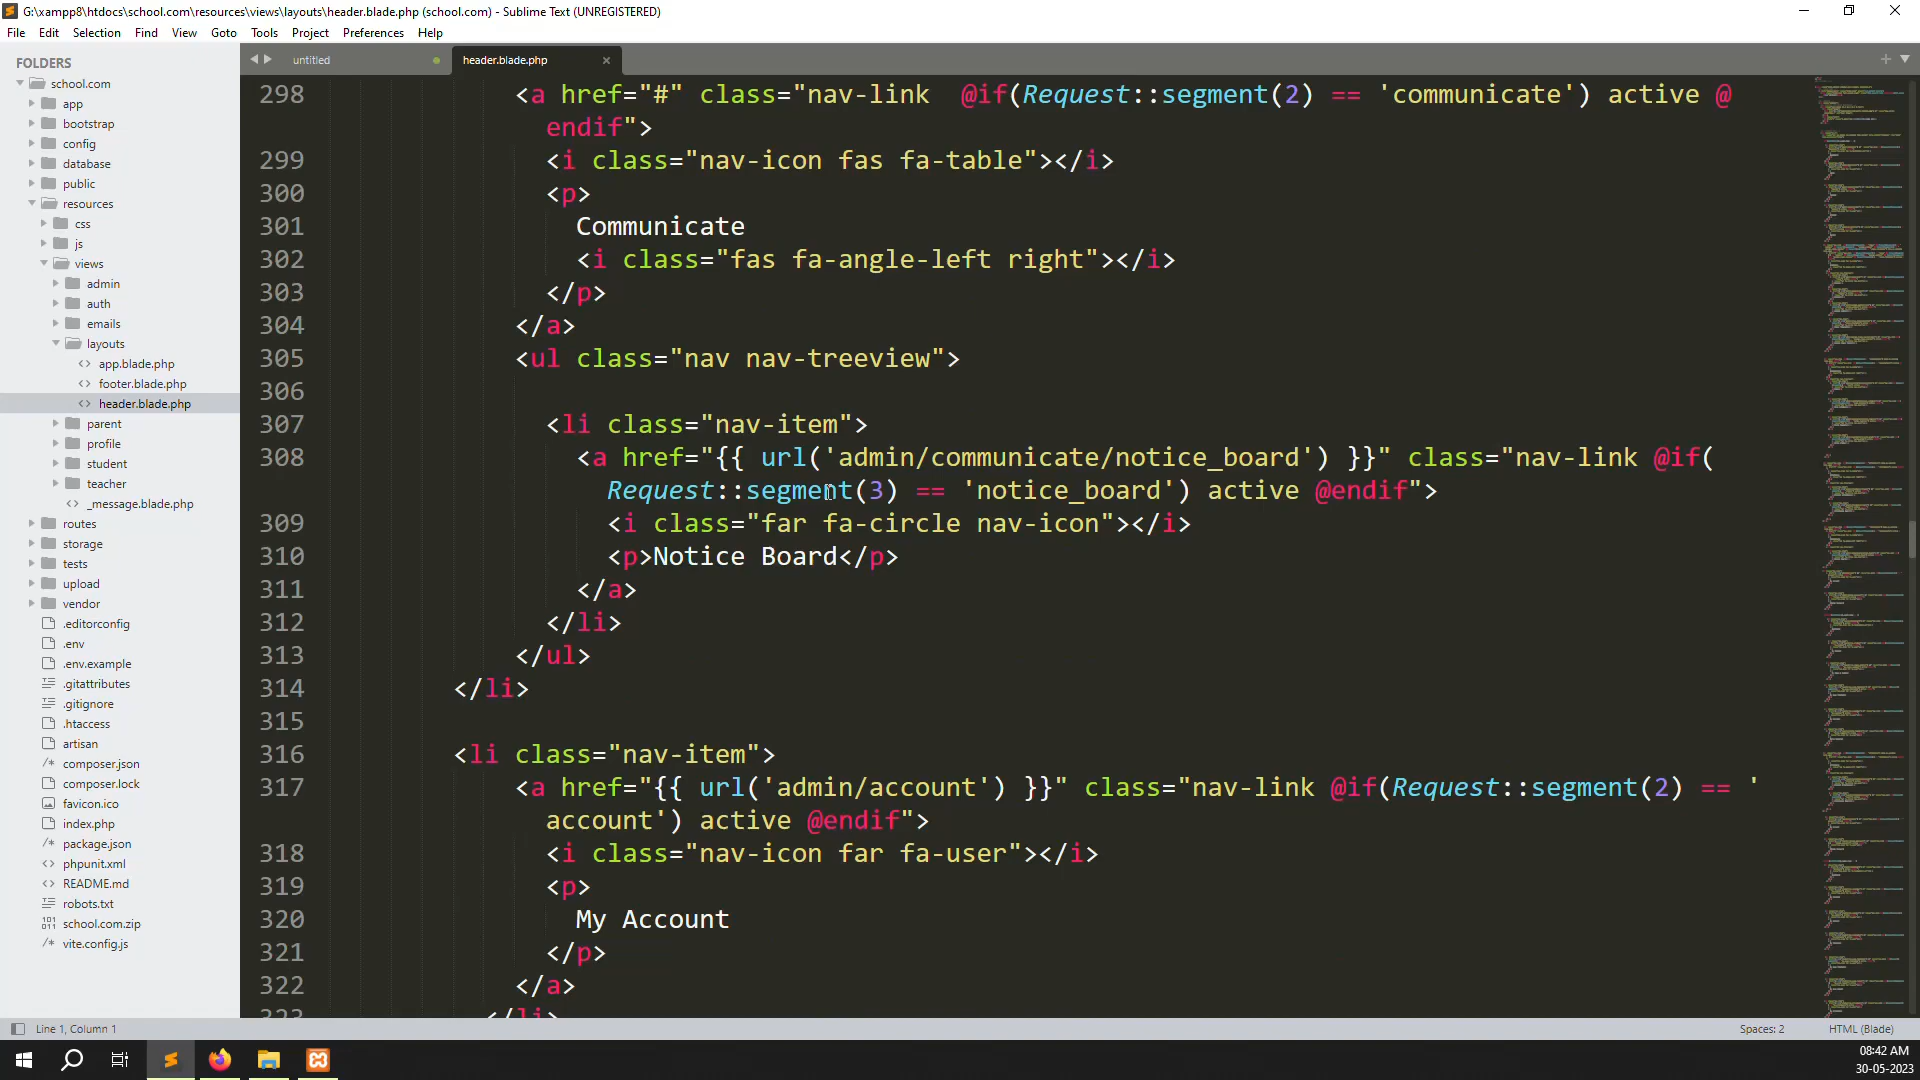 G:\xampp8\htdocs\school.com\resources\views\layouts\header.blade.php (school.com) - Sublime Text (UNREGISTERED)
File Edit Selection Find View Goto Tools Project Preferences Help
FOLDERS
school.com
app
bootstrap
config
database
public
resources
css
js
views
admin
auth
emails
layouts
app.blade.php
footer.blade.php
header.blade.php
parent
profile
student
teacher
_message.blade.php
routes
storage
tests
upload
vendor
.editorconfig
.env
.env.example
.gitattributes
.gitignore
.htaccess
artisan
composer.json
composer.lock
favicon.ico
index.php
package.json
phpunit.xml
README.md
robots.txt
school.com.zip
vite.config.js
untitled
header.blade.php
298 <a href="#" class="nav-link  @if(Request::segment(2) == 'communicate') active @
endif">
299 <i class="nav-icon fas fa-table"></i>
300 <p>
301 Communicate
302 <i class="fas fa-angle-left right"></i>
303 </p>
304 </a>
305 <ul class="nav nav-treeview">
306
307 <li class="nav-item">
308 <a href="{{ url('admin/communicate/notice_board') }}" class="nav-link @if(
Request::segment(3) == 'notice_board') active @endif">
309 <i class="far fa-circle nav-icon"></i>
310 <p>Notice Board</p>
311 </a>
312 </li>
313 </ul>
314 </li>
315
316 <li class="nav-item">
317 <a href="{{ url('admin/account') }}" class="nav-link @if(Request::segment(2) == '
account') active @endif">
318 <i class="nav-icon far fa-user"></i>
319 <p>
320 My Account
321 </p>
322 </a>
323 </li>
Line 1, Column 1
Spaces: 2
HTML (Blade)
08:42 AM
30-05-2023